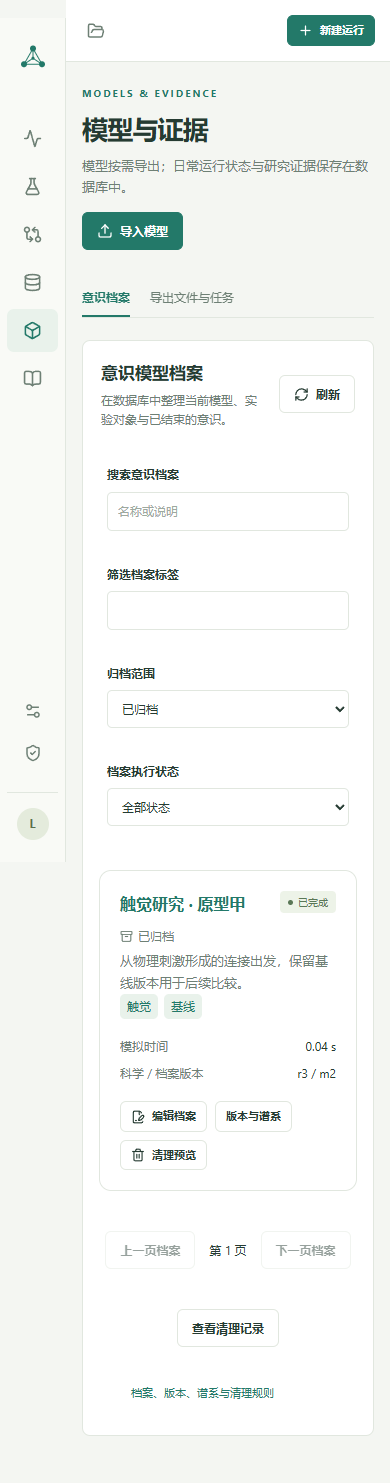 新建运行
MODELS & EVIDENCE
模型与证据
模型按需导出；日常运行状态与研究证据保存在数
据库中。
导入模型
意识档案
导出文件与任务
意识模型档案
在数据库中整理当前模型、实
验对象与已结束的意识。
刷新
搜索意识档案
名称或说明
筛选档案标签
归档范围
已归档
档案执行状态
全部状态
L
触觉研究 · 原型甲
已完成
已归档
从物理刺激形成的连接出发，保留基
线版本用于后续比较。
触觉
基线
模拟时间
0.04 s
科学 / 档案版本
r3 / m2
编辑档案
版本与谱系
清理预览
上一页档案
第 1 页
下一页档案
查看清理记录
档案、版本、谱系与清理规则